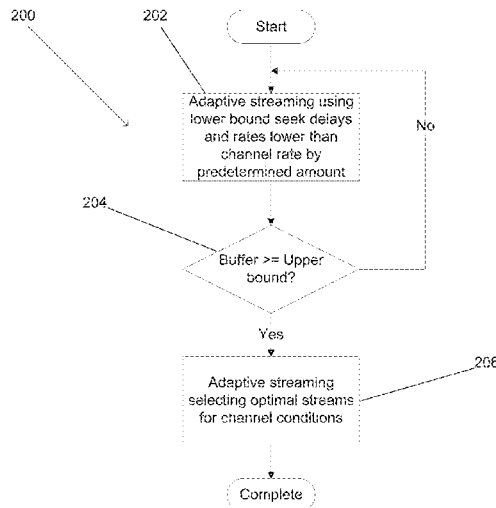 200
202
Start
Adaptive streaming using
lower bound seek delays
and rates lower than
channel rate by
predetermined amount
No
204
Buffer >= Upper
bound?
Yes
206
Adaptive streaming
selecting optimal streams
for channel conditions
Complete